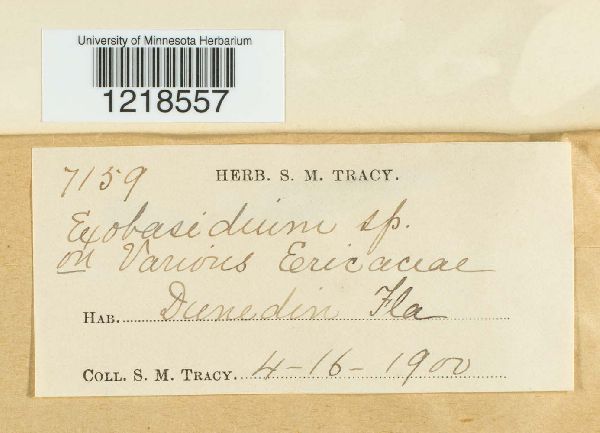 University of Minnesota Herbarium
1218557
7159
HERB. S. M. TRACY.
Exobasidium sp.
on Various Ericaceae
HAB. Dunedin Fla
COLL. S. M. TRACY. 4-16-1900